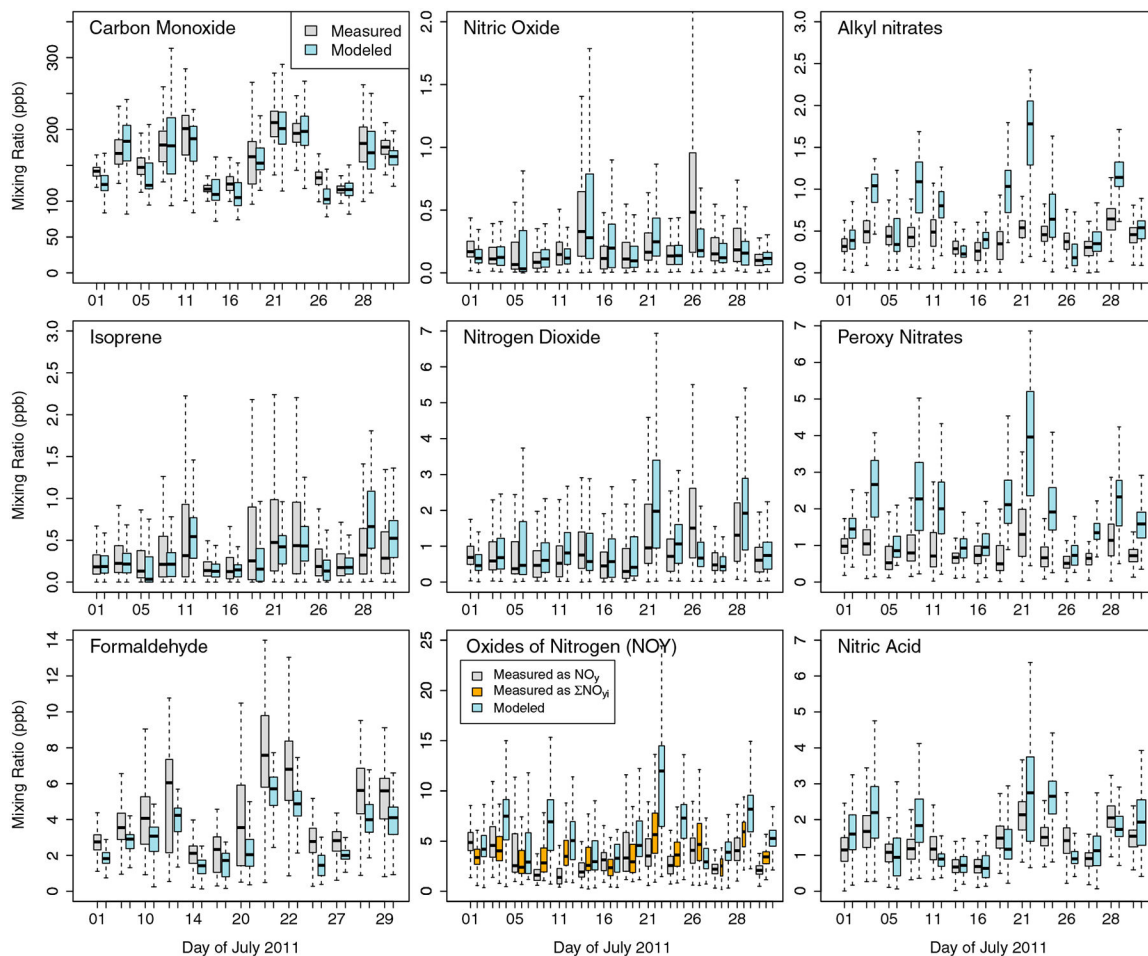 Carbon Monoxide
Measured
Modeled
Mixing Ratio (ppb)
0 50 100 200 300
01 05 11 16 21 26 28
Nitric Oxide
0.0 0.5 1.0 1.5 2.0
01 05 11 16 21 26 28
Alkyl nitrates
0.0 0.5 1.0 1.5 2.0 2.5 3.0
01 05 11 16 21 26 28
Isoprene
Mixing Ratio (ppb)
0.0 0.5 1.0 1.5 2.0 2.5 3.0
01 05 11 16 21 26 28
Nitrogen Dioxide
0 1 2 3 4 5 6 7
01 05 11 16 21 26 28
Peroxy Nitrates
0 1 2 3 4 5 6 7
01 05 11 16 21 26 28
Formaldehyde
Mixing Ratio (ppb)
0 2 4 6 8 10 12 14
01 10 14 20 22 27 29
Day of July 2011
Oxides of Nitrogen (NOY)
Measured as NOy
Measured as ΣNOyi
Modeled
0 5 10 15 20 25
01 05 11 16 21 26 28
Day of July 2011
Nitric Acid
0 1 2 3 4 5 6 7
01 05 11 16 21 26 28
Day of July 2011